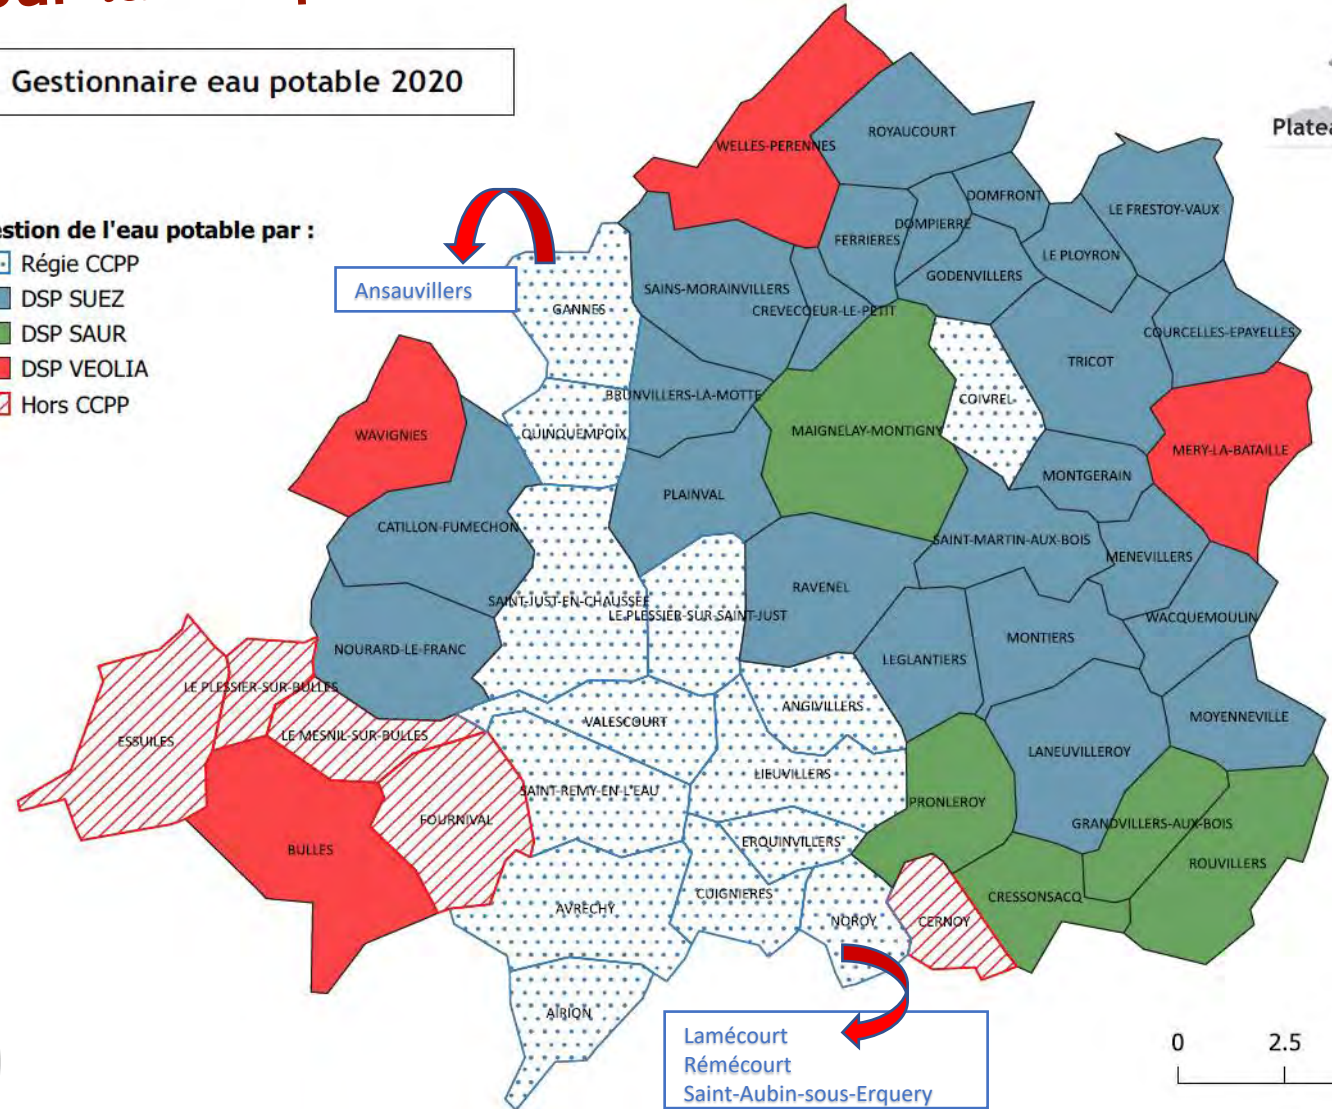 Gestionnaire eau potable 2020
Platea
estion de l'eau potable par :
Régie CCPP
DSP SUEZ
DSP SAUR
DSP VEOLIA
Hors CCPP
Ansauvillers
WELLES-PERENNES
ROYAUCOURT
DOMFRONT
LE FRESTOY-VAUX
DOMPIERRE
FERRIERES
LE PLOYRON
GODENVILLERS
SAINS-MORAINVILLERS
GANNES
CREVECOEUR-LE-PETIT
COURCELLES-EPAYELLES
TRICOT
BRUNVILLERS-LA-MOTTE
COIVREL
WAVIGNIES
QUINQUEMPOIX
MAIGNELAY-MONTIGNY
MERY-LA-BATAILLE
MONTGERAIN
PLAINVAL
CATILLON-FUMECHON
SAINT-MARTIN-AUX-BOIS
MENEVILLERS
RAVENEL
SAINT-JUST-EN-CHAUSSEE
LE PLESSIER-SUR-SAINT-JUST
WACQUEMOULIN
MONTIERS
NOURARD-LE-FRANC
LEGLANTIERS
LE PLESSIER-SUR-BULLES
ANGIVILLERS
MOYENNEVILLE
VALESCOURT
LE MESNIL-SUR-BULLES
ESSUILES
LANEUVILLEROY
LIEUVILLERS
SAINT-REMY-EN-L'EAU
PRONLEROY
FOURNIVAL
GRANDVILLERS-AUX-BOIS
ERQUINVILLERS
BULLES
ROUVILLERS
CUIGNIERES
CRESSONSACQ
AVRECHY
NOROY
CERNOY
AIRION
Lamécourt
Rémécourt
Saint-Aubin-sous-Erquery
0 2.5